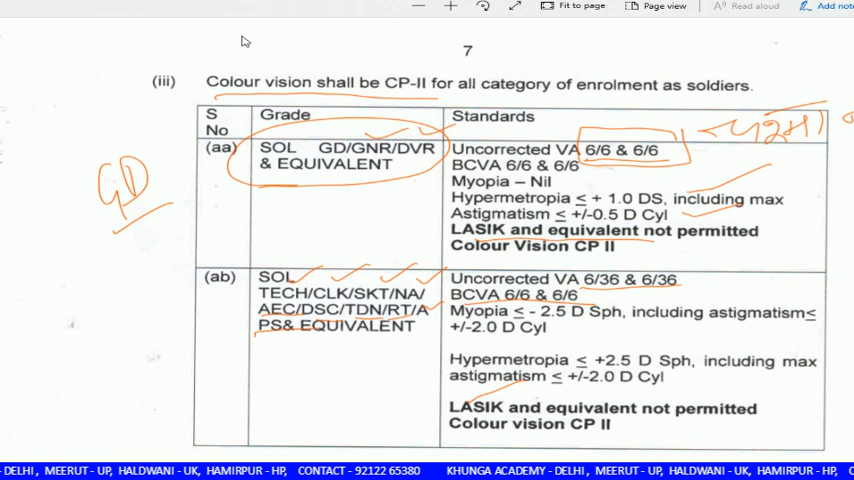 Fit to page
Page view
Read aloud
Add note
7
(iii) Colour vision shall be CP-II for all category of enrolment as soldiers.
S No
Grade
Standards
(aa)
SOL GD/GNR/DVR
& EQUIVALENT
Uncorrected VA 6/6 & 6/6
BCVA 6/6 & 6/6
Myopia – Nil
Hypermetropia ≤ + 1.0 DS, including max
Astigmatism ≤ +/-0.5 D Cyl
LASIK and equivalent not permitted
Colour Vision CP II
GD
(ab)
SOL
TECH/CLK/SKT/NA/
AEC/DSC/TDN/RT/A
PS& EQUIVALENT
Uncorrected VA 6/36 & 6/36
BCVA 6/6 & 6/6
Myopia ≤ - 2.5 D Sph, including astigmatism≤
+/-2.0 D Cyl
Hypermetropia ≤ +2.5 D Sph, including max
astigmatism ≤ +/-2.0 D Cyl
LASIK and equivalent not permitted
Colour vision CP II
- DELHI , MEERUT - UP, HALDWANI - UK, HAMIRPUR - HP, CONTACT - 92122 65380 KHUNGA ACADEMY - DELHI , MEERUT - UP, HALDWANI - UK, HAMIRPUR - HP,